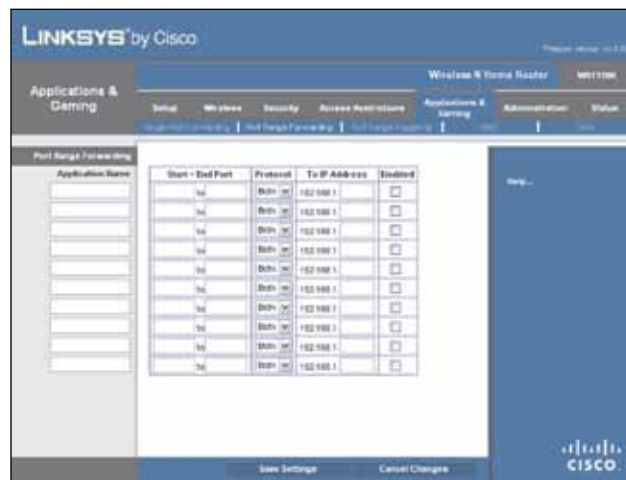 LINKSYS by Cisco
Wireless N Home Router
Applications & Gaming
Setup Wireless Security Access Restrictions Applications & Gaming Administration Status
Port Range Forwarding
Port Range Forwarding
Application Name Start ~ End Port Protocol To IP Address Enabled
Help...
to Both 192.168.1.
to Both 192.168.1.
to Both 192.168.1.
to Both 192.168.1.
to Both 192.168.1.
to Both 192.168.1.
to Both 192.168.1.
to Both 192.168.1.
to Both 192.168.1.
to Both 192.168.1.
Save Settings Cancel Changes
CISCO